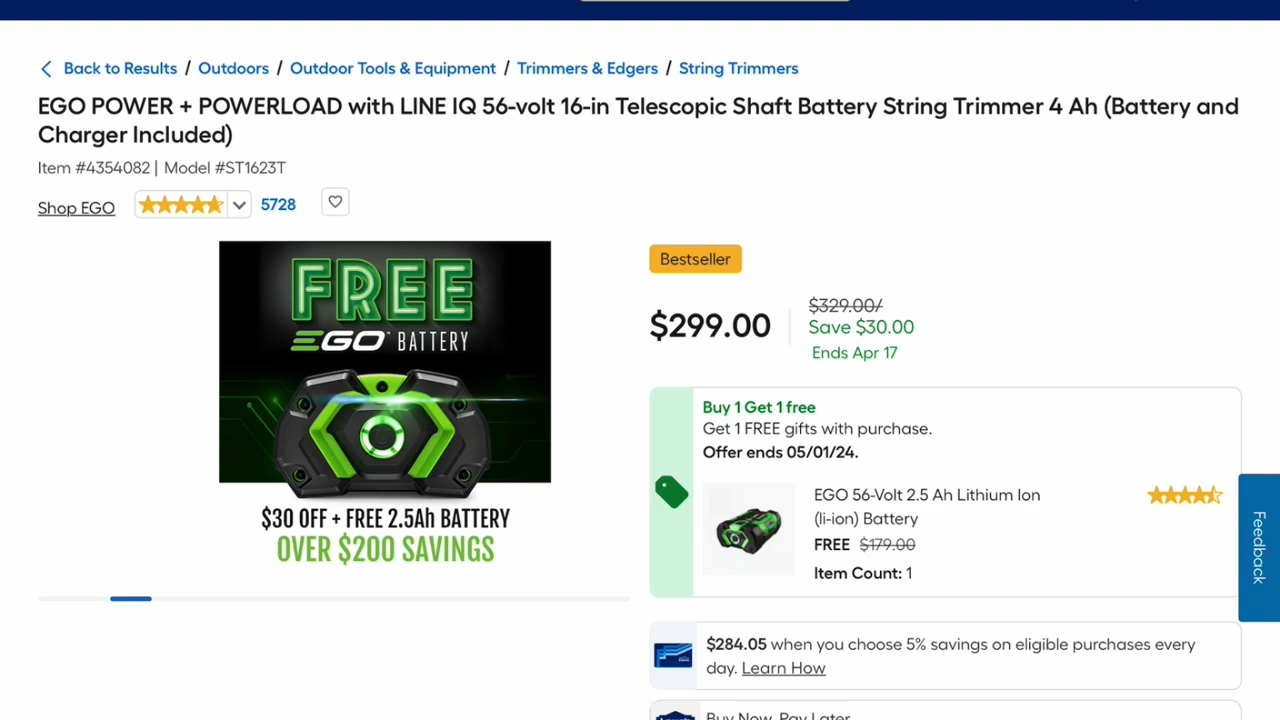 Back to Results / Outdoors / Outdoor Tools & Equipment / Trimmers & Edgers / String Trimmers
EGO POWER + POWERLOAD with LINE IQ 56-volt 16-in Telescopic Shaft Battery String Trimmer 4 Ah (Battery and
Charger Included)
Item #4354082 | Model #ST1623T
Shop EGO
5728
FREE
EGO™ BATTERY
$30 OFF + FREE 2.5Ah BATTERY
OVER $200 SAVINGS
Bestseller
$299.00
$329.00/
Save $30.00
Ends Apr 17
Buy 1 Get 1 free
Get 1 FREE gifts with purchase.
Offer ends 05/01/24.
EGO 56-Volt 2.5 Ah Lithium Ion
(li-ion) Battery
FREE $179.00
Item Count: 1
Feedback
$284.05 when you choose 5% savings on eligible purchases every
day. Learn How
Buy Now, Pay Later